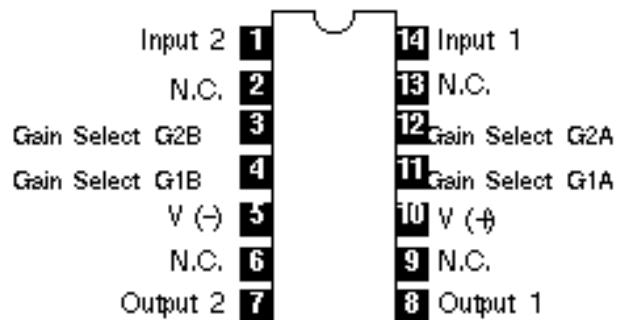 Input 2 1 14 Input 1
N.C. 2 13 N.C.
Gain Select G2B 3 12 Gain Select G2A
Gain Select G1B 4 11 Gain Select G1A
V (-) 5 10 V (+)
N.C. 6 9 N.C.
Output 2 7 8 Output 1